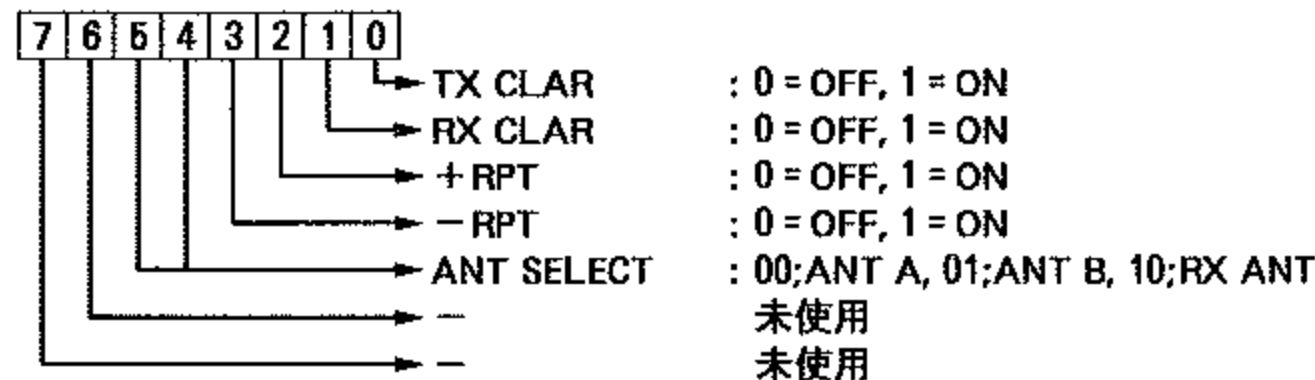 7 6 5 4 3 2 1 0
TX CLAR : 0 = OFF, 1 = ON
RX CLAR : 0 = OFF, 1 = ON
+ RPT : 0 = OFF, 1 = ON
− RPT : 0 = OFF, 1 = ON
ANT SELECT : 00;ANT A, 01;ANT B, 10;RX ANT
− 未使用
− 未使用